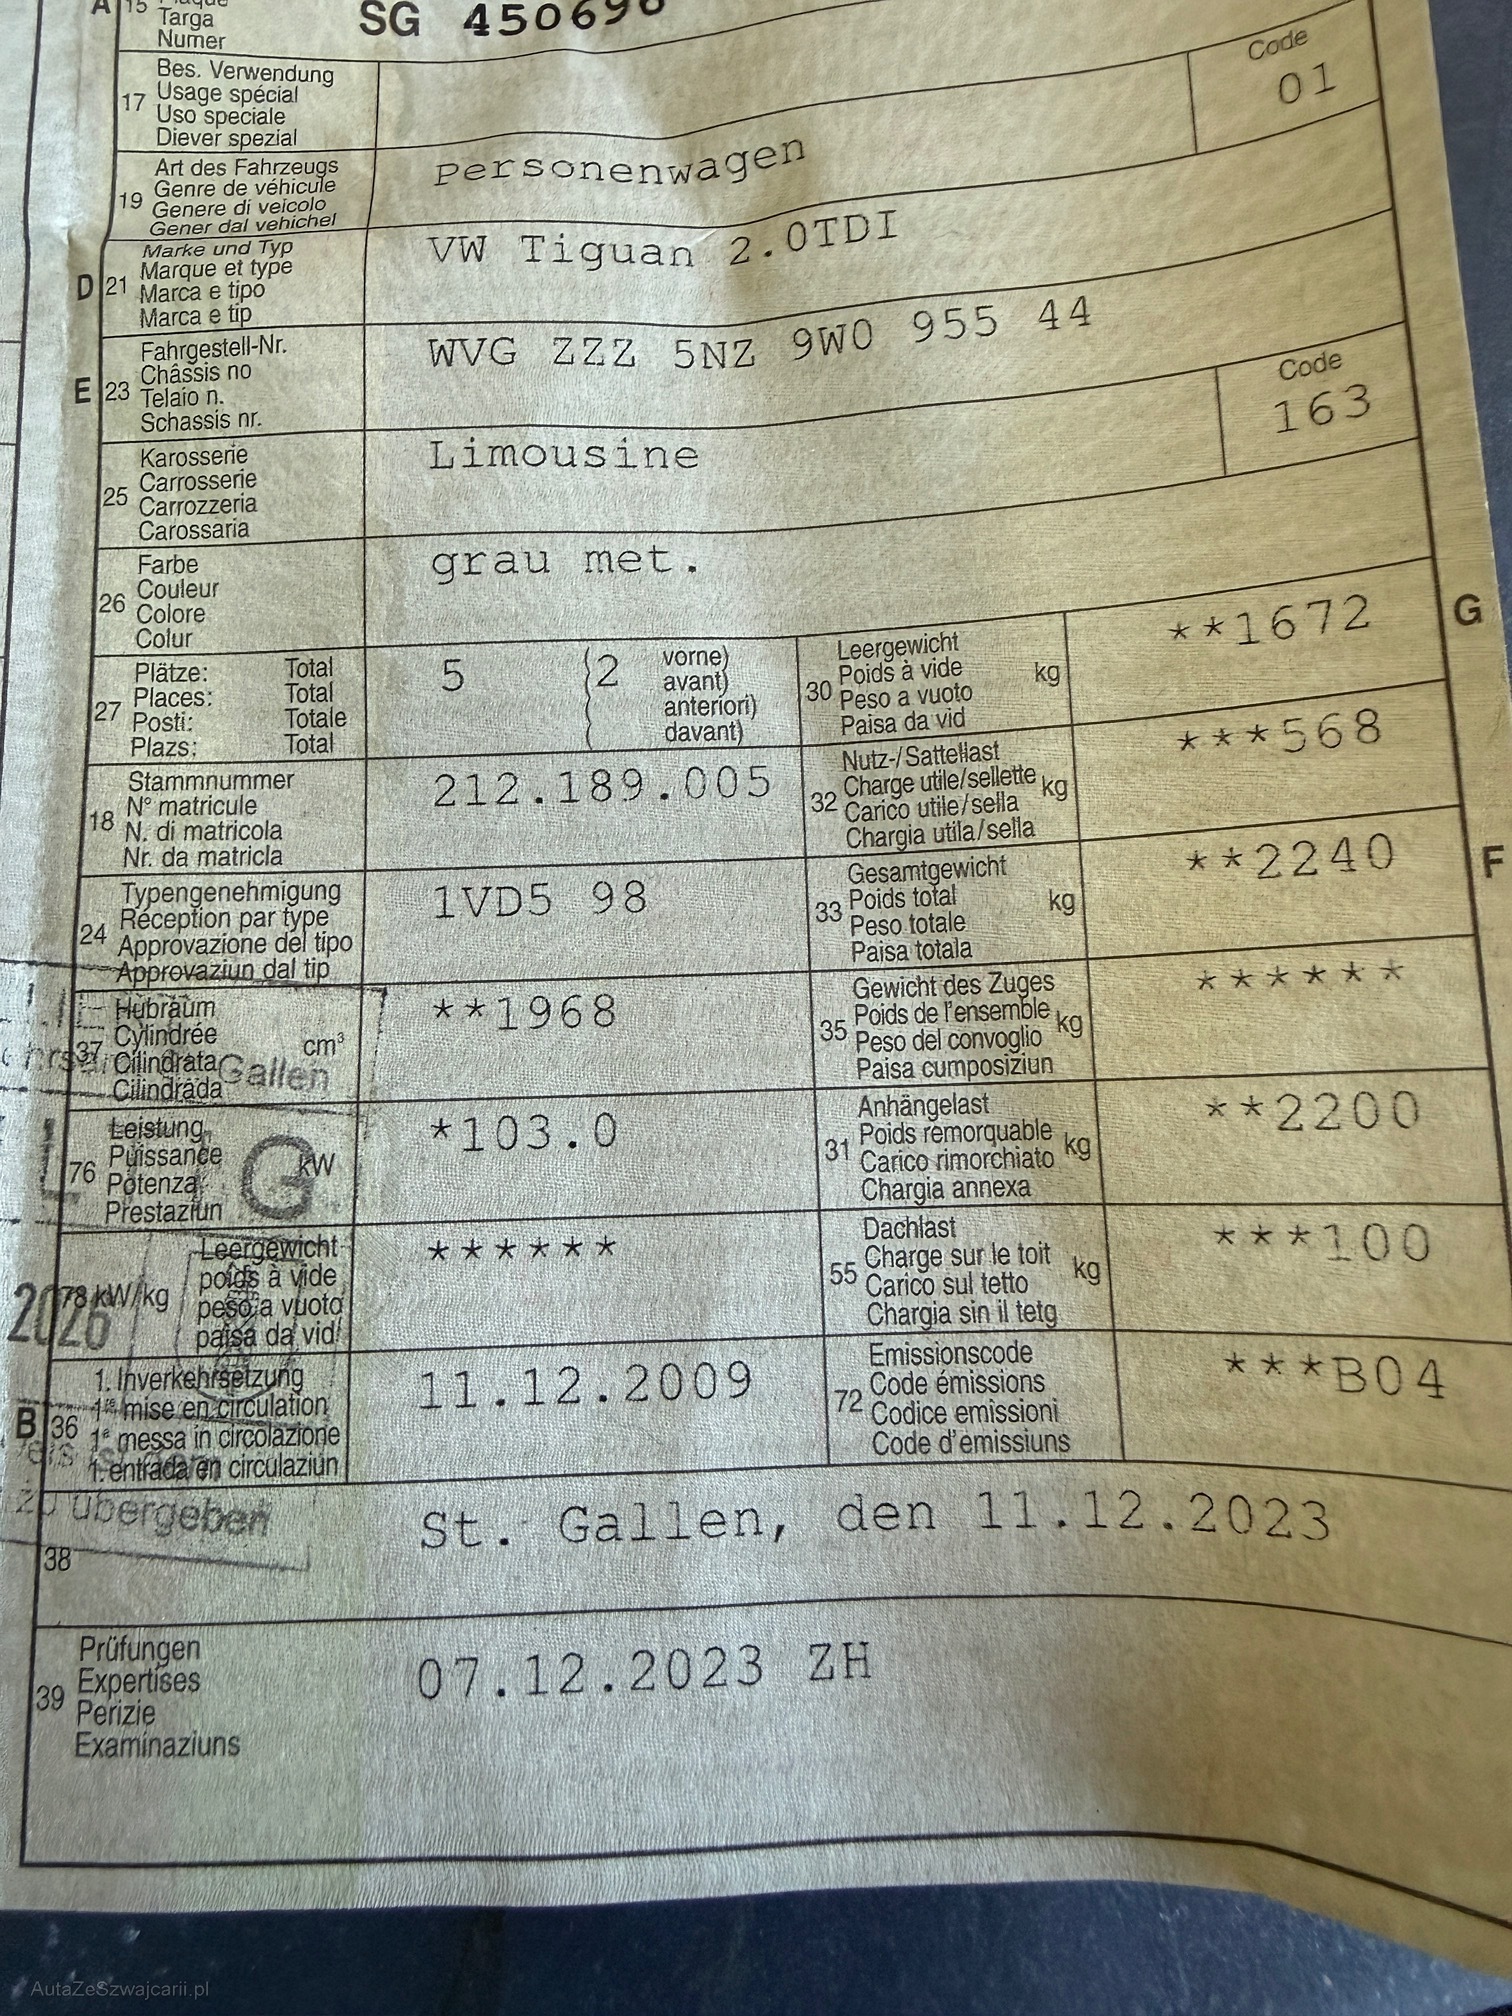 A 15
Targa
Numer
SG 450696
17 Bes. Verwendung
Usage spécial
Uso speciale
Diever spezial
Code
01
19 Art des Fahrzeugs
Genre de véhicule
Genere di veicolo
Gener dal vehichel
Personenwagen
D 21 Marke und Typ
Marque et type
Marca e tipo
Marca e tip
VW Tiguan 2.0TDI
E 23 Fahrgestell-Nr.
Châssis no
Telaio n.
Schassis nr.
WVG ZZZ 5NZ 9W0 955 44
25 Karosserie
Carrosserie
Carrozzeria
Carossaria
Limousine
Code
163
26 Farbe
Couleur
Colore
Colur
grau met.
27 Plätze: Total
Places: Total
Posti: Totale
Plazs: Total
5 (2 vorne)
avant)
anteriori)
davant)
30 Leergewicht
Poids à vide kg
Peso a vuoto
Paisa da vid
**1672
G
18 Stammnummer
N° matricule
N. di matricola
Nr. da matricla
212.189.005
32 Nutz-/Sattellast
Charge utile/sellette kg
Carico utile/sella
Chargia utila/sella
***568
24 Typengenehmigung
Réception par type
Approvazione del tipo
Approvaziun dal tip
1VD5 98
33 Gesamtgewicht
Poids total kg
Peso totale
Paisa totala
**2240
F
37 Hubraum
Cylindrée cm³
Cilindrata
Cilindrada
**1968
Gallen
35 Gewicht des Zuges
Poids de l'ensemble kg
Peso del convoglio
Paisa cumposiziun
******
76 Leistung
Puissance kW
Potenza
Prestaziun
*103.0
G
31 Anhängelast
Poids remorquable kg
Carico rimorchiato
Chargia annexa
**2200
78 kW/kg Leergewicht
poids à vide
peso a vuoto
paisa da vid
******
2026
55 Dachlast
Charge sur le toit kg
Carico sul tetto
Chargia sin il tetg
***100
B 36 1. Inverkehrsetzung
1re mise en circulation
1a messa in circolazione
1. entrada en circulaziun
11.12.2009
72 Emissionscode
Code émissions
Codice emissioni
Code d'emissiuns
***B04
zu übergeben
38
St. Gallen, den 11.12.2023
39 Prüfungen
Expertises
Perizie
Examinaziuns
07.12.2023 ZH
AutaZeSzwajcarii.pl